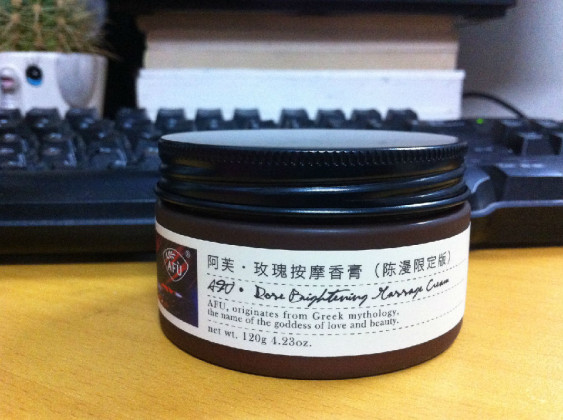 AFU
®
阿芙·玫瑰按摩香膏（陈漫限定版）
AFU · Rose Brightening Massage Cream
AFU, originates from Greek mythology,
the name of the goddess of love and beauty.
net wt. 120g 4.23oz.